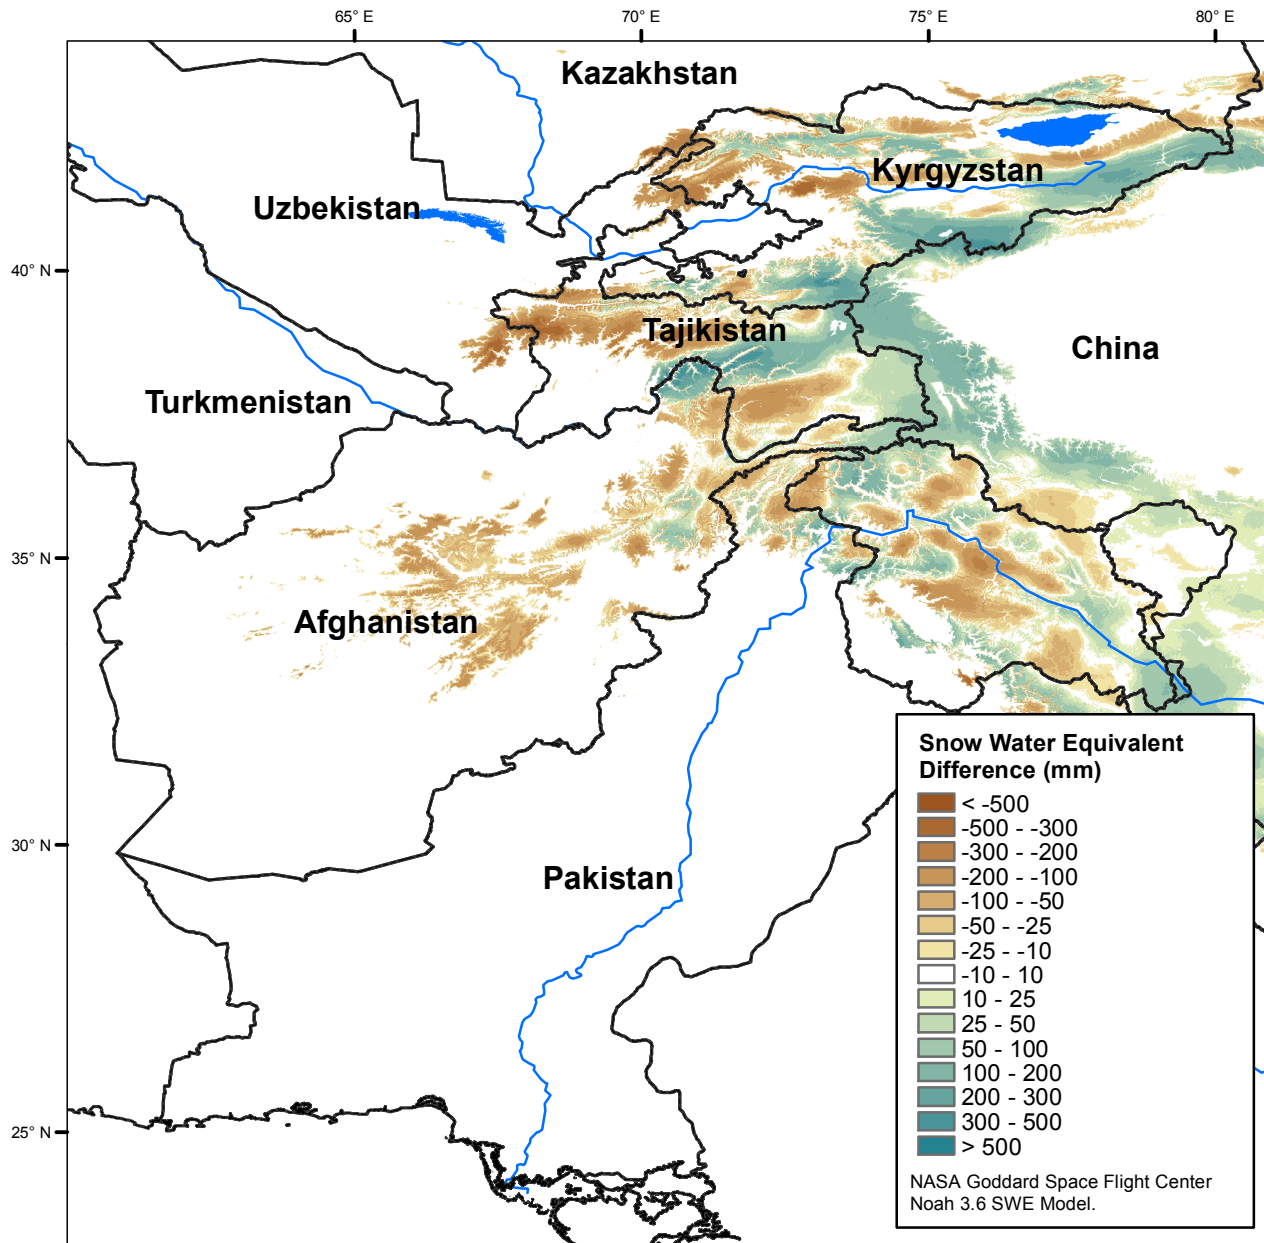 65° E
70° E
75° E
80° E
Kazakhstan
Kyrgyzstan
Uzbekistan
40° N
Tajikistan
China
Turkmenistan
35° N
Afghanistan
Snow Water Equivalent
Difference (mm)
< -500
-500 - -300
-300 - -200
-200 - -100
-100 - -50
-50 - -25
-25 - -10
-10 - 10
10 - 25
25 - 50
50 - 100
100 - 200
200 - 300
300 - 500
> 500
NASA Goddard Space Flight Center
Noah 3.6 SWE Model.
30° N
Pakistan
25° N